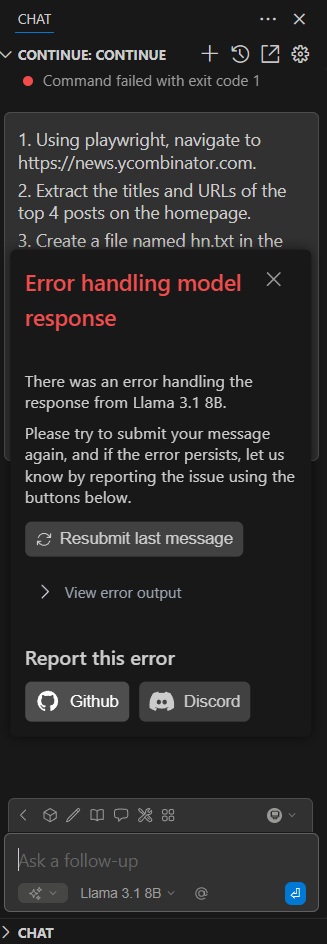 CHAT
CONTINUE: CONTINUE
Command failed with exit code 1
1. Using playwright, navigate to
https://news.ycombinator.com.
2. Extract the titles and URLs of the
top 4 posts on the homepage.
3. Create a file named hn.txt in the
Error handling model
response
There was an error handling the
response from Llama 3.1 8B.
Please try to submit your message
again, and if the error persists, let us
know by reporting the issue using the
buttons below.
Resubmit last message
View error output
Report this error
Github
Discord
Ask a follow-up
Llama 3.1 8B
@
CHAT